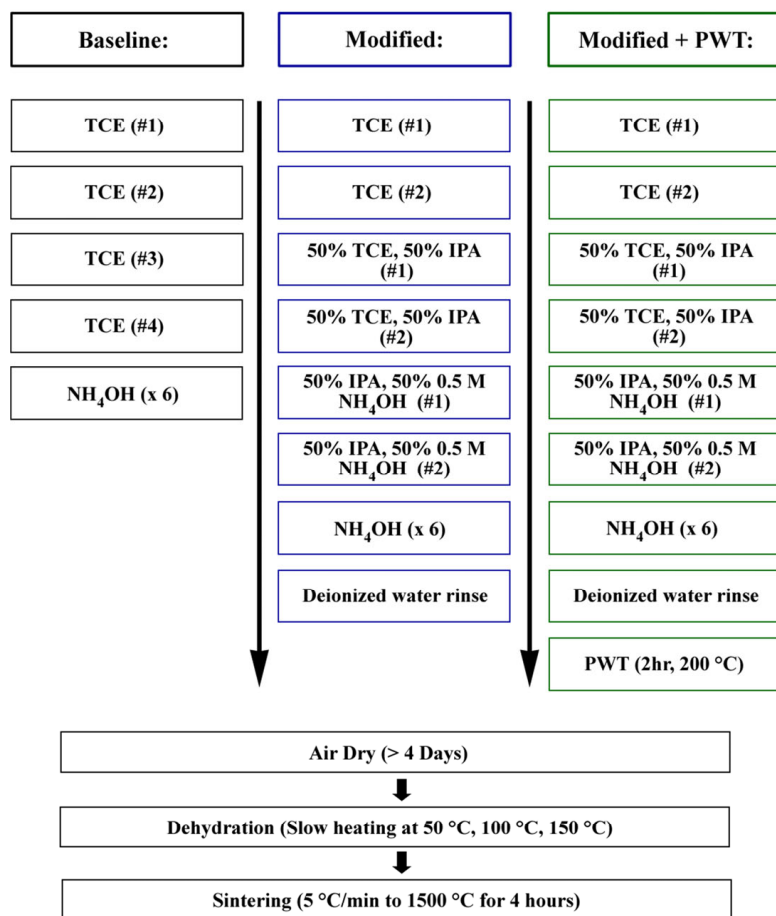 Baseline:
TCE (#1)
TCE (#2)
TCE (#3)
TCE (#4)
NH₄OH (x 6)
Modified:
TCE (#1)
TCE (#2)
50% TCE, 50% IPA
(#1)
50% TCE, 50% IPA
(#2)
50% IPA, 50% 0.5 M
NH₄OH (#1)
50% IPA, 50% 0.5 M
NH₄OH (#2)
NH₄OH (x 6)
Deionized water rinse
Modified + PWT:
TCE (#1)
TCE (#2)
50% TCE, 50% IPA
(#1)
50% TCE, 50% IPA
(#2)
50% IPA, 50% 0.5 M
NH₄OH (#1)
50% IPA, 50% 0.5 M
NH₄OH (#2)
NH₄OH (x 6)
Deionized water rinse
PWT (2hr, 200 °C)
Air Dry (> 4 Days)
Dehydration (Slow heating at 50 °C, 100 °C, 150 °C)
Sintering (5 °C/min to 1500 °C for 4 hours)